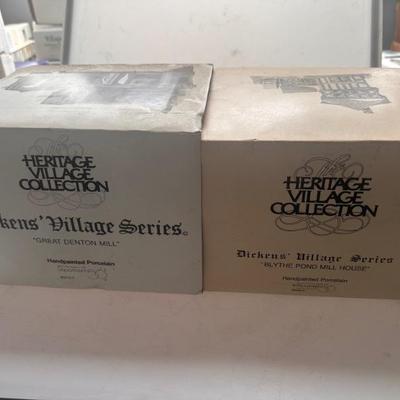 The
HERITAGE
VILLAGE
COLLECTION
ckens' Village Series
"GREAT DENTON MILL"
Handpainted Porcelain
The
HERITAGE
VILLAGE
COLLECTION
Dickens' Village Series
"BLYTHE POND MILL HOUSE"
Handpainted Porcelain